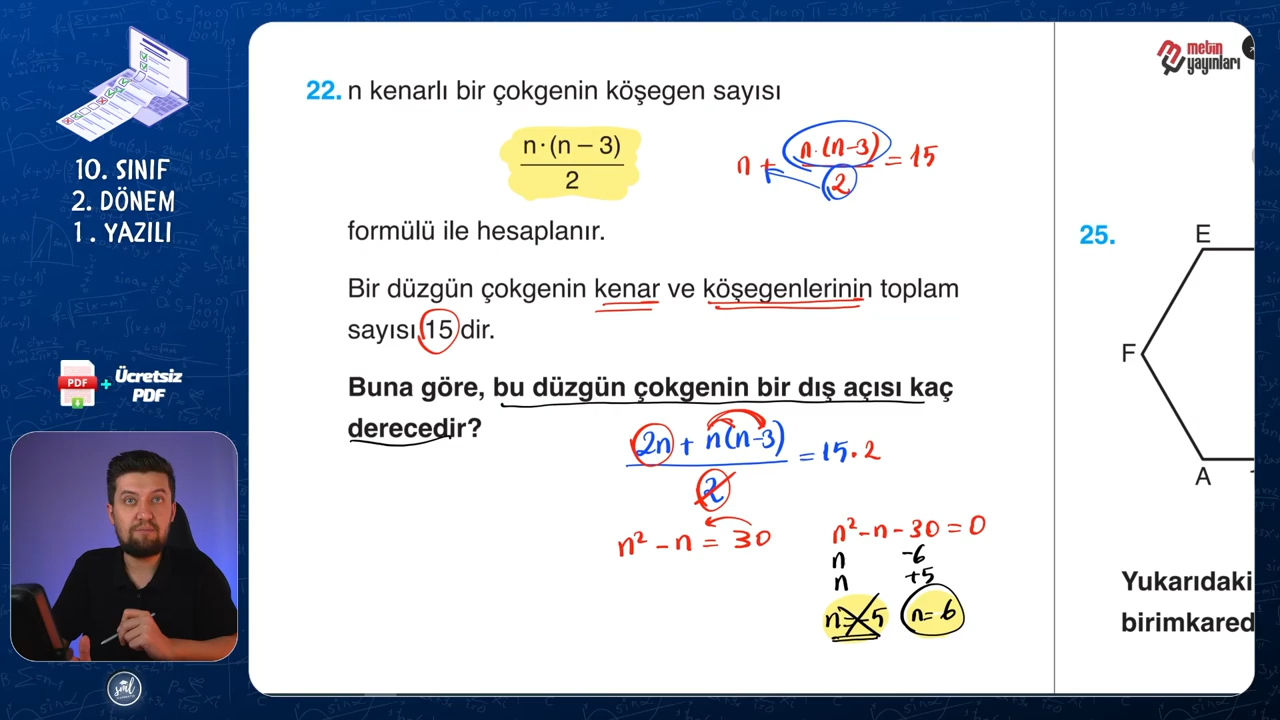 10. SINIF
2. DÖNEM
1. YAZILI
PDF
+
Ücretsiz
PDF
sml
metin
yayınları
22. n kenarlı bir çokgenin köşegen sayısı
n·(n − 3)
2
n + n·(n-3) = 15
2
formülü ile hesaplanır.
Bir düzgün çokgenin kenar ve köşegenlerinin toplam
sayısı 15 dir.
Buna göre, bu düzgün çokgenin bir dış açısı kaç
derecedir?
2n + n(n-3) = 15.2
2
n² - n = 30
n² - n - 30 = 0
n -6
n +5
n=-5 n=6
25.
E
F
A
Yukarıdaki
birimkared